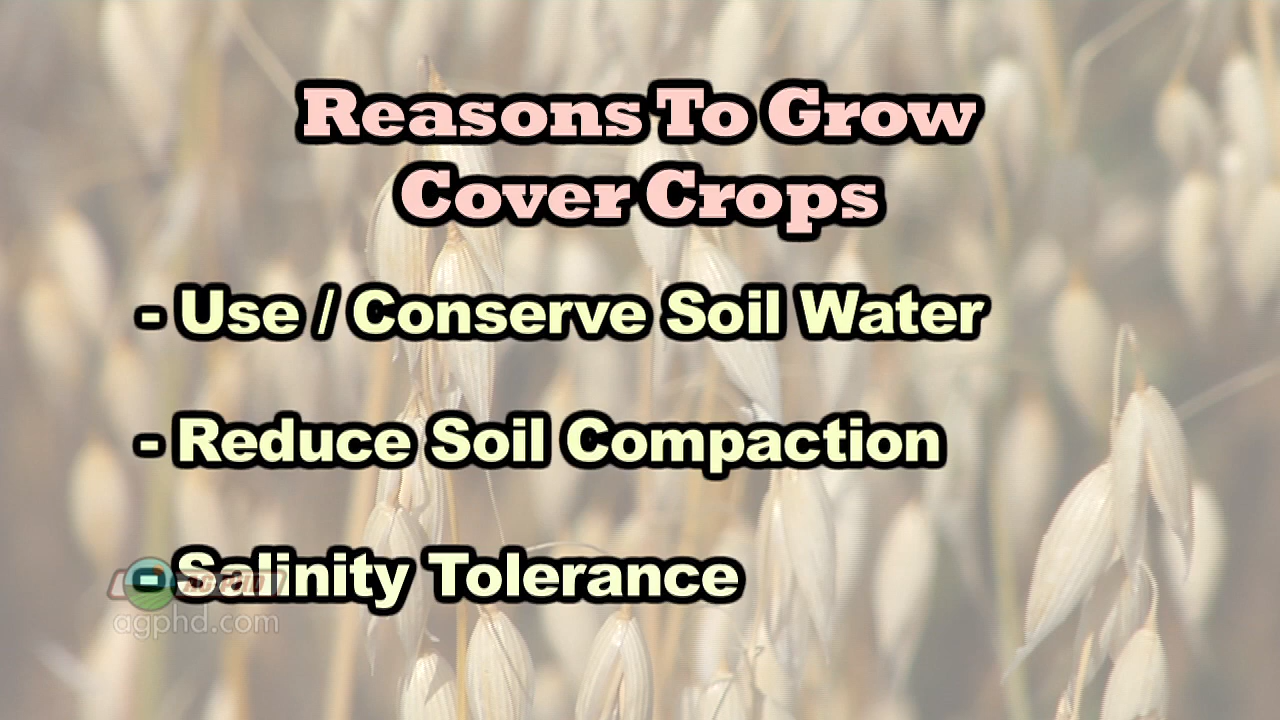 Reasons To Grow
Cover Crops
- Use / Conserve Soil Water
- Reduce Soil Compaction
- Salinity Tolerance
agphd.com